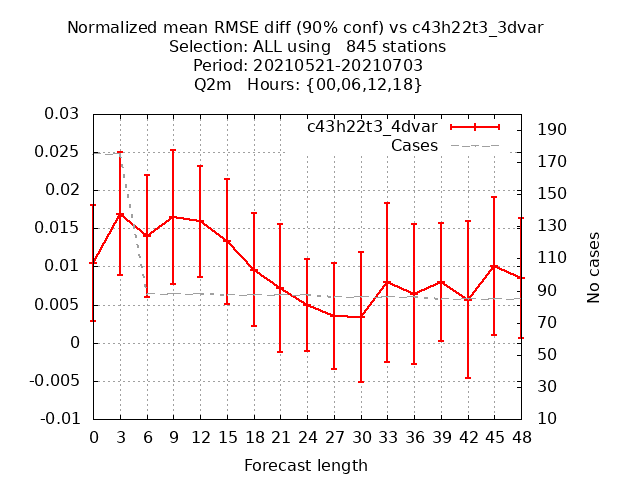 Normalized mean RMSE diff (90% conf) vs c43h22t3_3dvar
Selection: ALL using   845 stations
Period: 20210521-20210703
Q2m   Hours: {00,06,12,18}
c43h22t3_4dvar
Cases
0.03
0.025
0.02
0.015
0.01
0.005
0
-0.005
-0.01
190
170
150
130
110
90
70
50
30
10
No cases
0 3 6 9 12 15 18 21 24 27 30 33 36 39 42 45 48
Forecast length